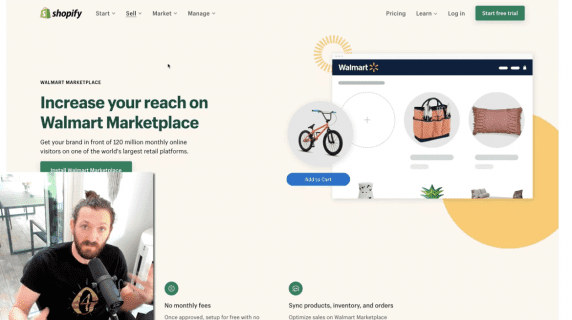 shopify
Start Sell Market Manage
Pricing Learn Log in Start free trial
WALMART MARKETPLACE
Increase your reach on
Walmart Marketplace
Get your brand in front of 120 million monthly online
visitors on one of the world's largest retail platforms.
Install Walmart Marketplace
Walmart
Add to Cart
No monthly fees
Once approved, setup for free with no
Sync products, inventory, and orders
Optimize sales on Walmart Marketplace